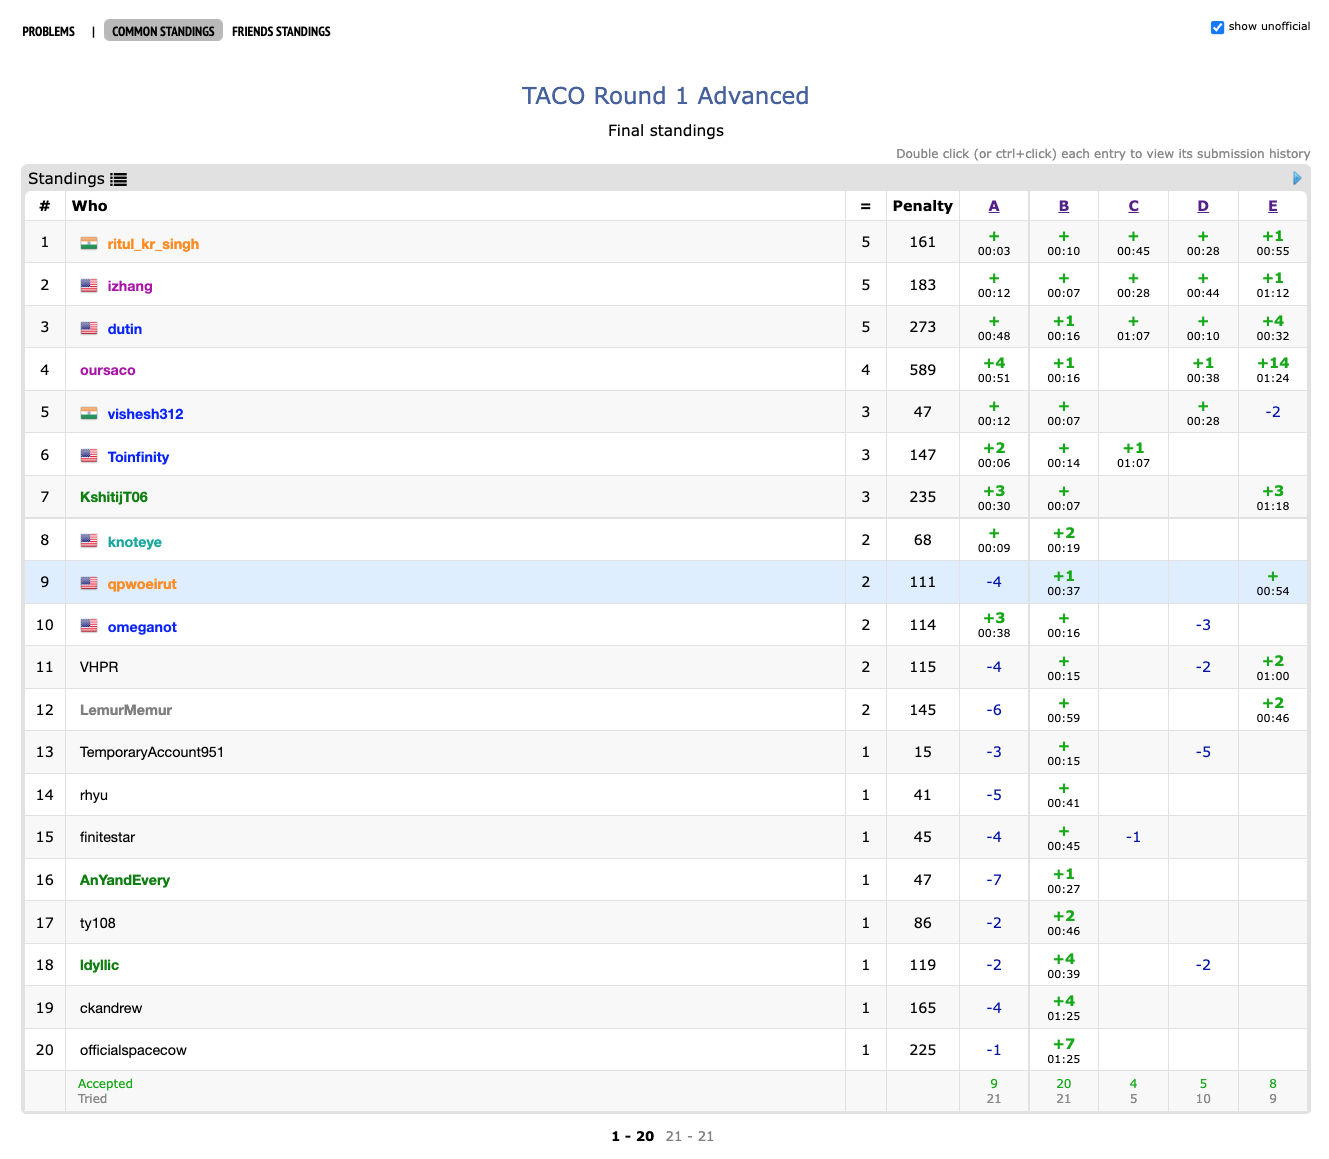 PROBLEMS | COMMON STANDINGS FRIENDS STANDINGS show unofficial
TACO Round 1 Advanced
Final standings
Double click (or ctrl+click) each entry to view its submission history
Standings
# Who = Penalty A B C D E
1 ritul_kr_singh 5 161 + + + + +1
00:03 00:10 00:45 00:28 00:55
2 izhang 5 183 + + + + +1
00:12 00:07 00:28 00:44 01:12
3 dutin 5 273 + +1 + + +4
00:48 00:16 01:07 00:10 00:32
4 oursaco 4 589 +4 +1 +1 +14
00:51 00:16 00:38 01:24
5 vishesh312 3 47 + + + -2
00:12 00:07 00:28
6 Toinfinity 3 147 +2 + +1
00:06 00:14 01:07
7 KshitijT06 3 235 +3 + +3
00:30 00:07 01:18
8 knoteye 2 68 + +2
00:09 00:19
9 qpwoeirut 2 111 -4 +1 +
00:37 00:54
10 omeganot 2 114 +3 + -3
00:38 00:16
11 VHPR 2 115 -4 + -2 +2
00:15 01:00
12 LemurMemur 2 145 -6 + +2
00:59 00:46
13 TemporaryAccount951 1 15 -3 + -5
00:15
14 rhyu 1 41 -5 +
00:41
15 finitestar 1 45 -4 + -1
00:45
16 AnYandEvery 1 47 -7 +1
00:27
17 ty108 1 86 -2 +2
00:46
18 Idyllic 1 119 -2 +4 -2
00:39
19 ckandrew 1 165 -4 +4
01:25
20 officialspacecow 1 225 -1 +7
01:25
Accepted 9 20 4 5 8
Tried 21 21 5 10 9
1 - 20 21 - 21